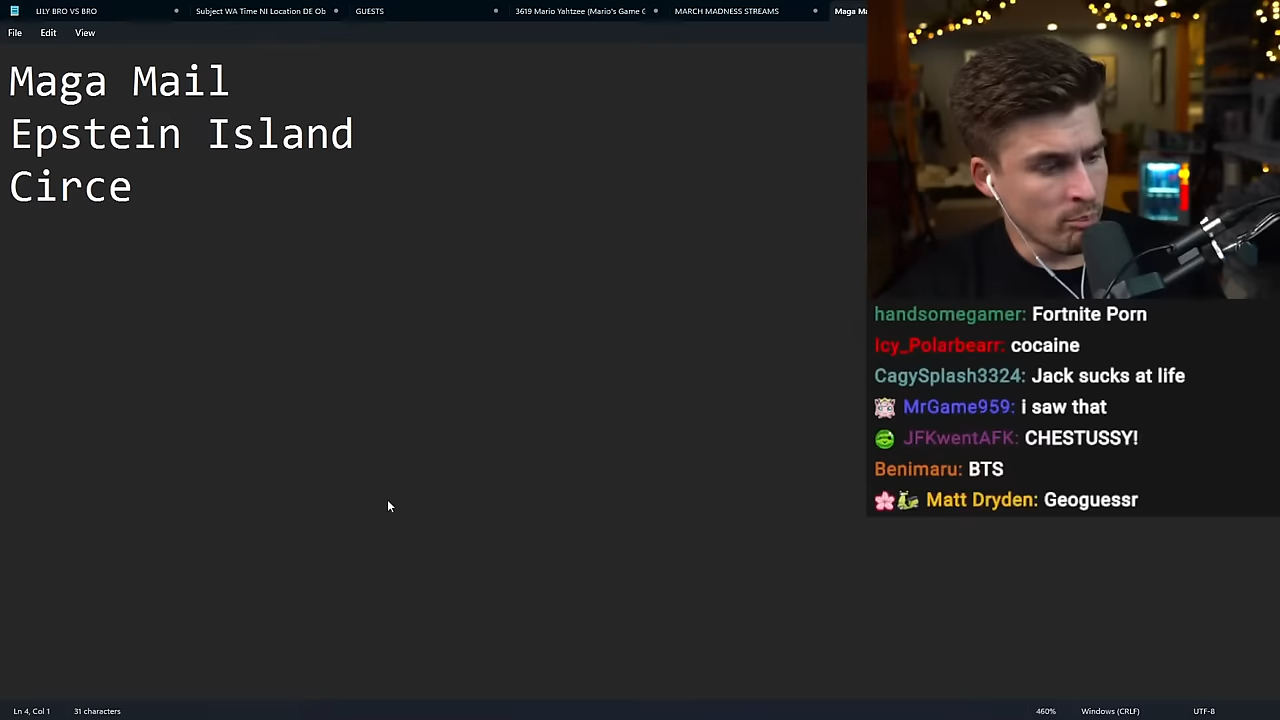 LILY BRO VS BRO
Subject WA Time NI Location DE Ob
GUESTS
3619 Mario Yahtzee (Mario's Game G
MARCH MADNESS STREAMS
Maga Ma
File Edit View
Maga Mail
Epstein Island
Circe
handsomegamer: Fortnite Porn
Icy_Polarbearr: cocaine
CagySplash3324: Jack sucks at life
MrGame959: i saw that
JFKwentAFK: CHESTUSSY!
Benimaru: BTS
Matt Dryden: Geoguessr
Ln 4, Col 1
31 characters
460%
Windows (CRLF)
UTF-8